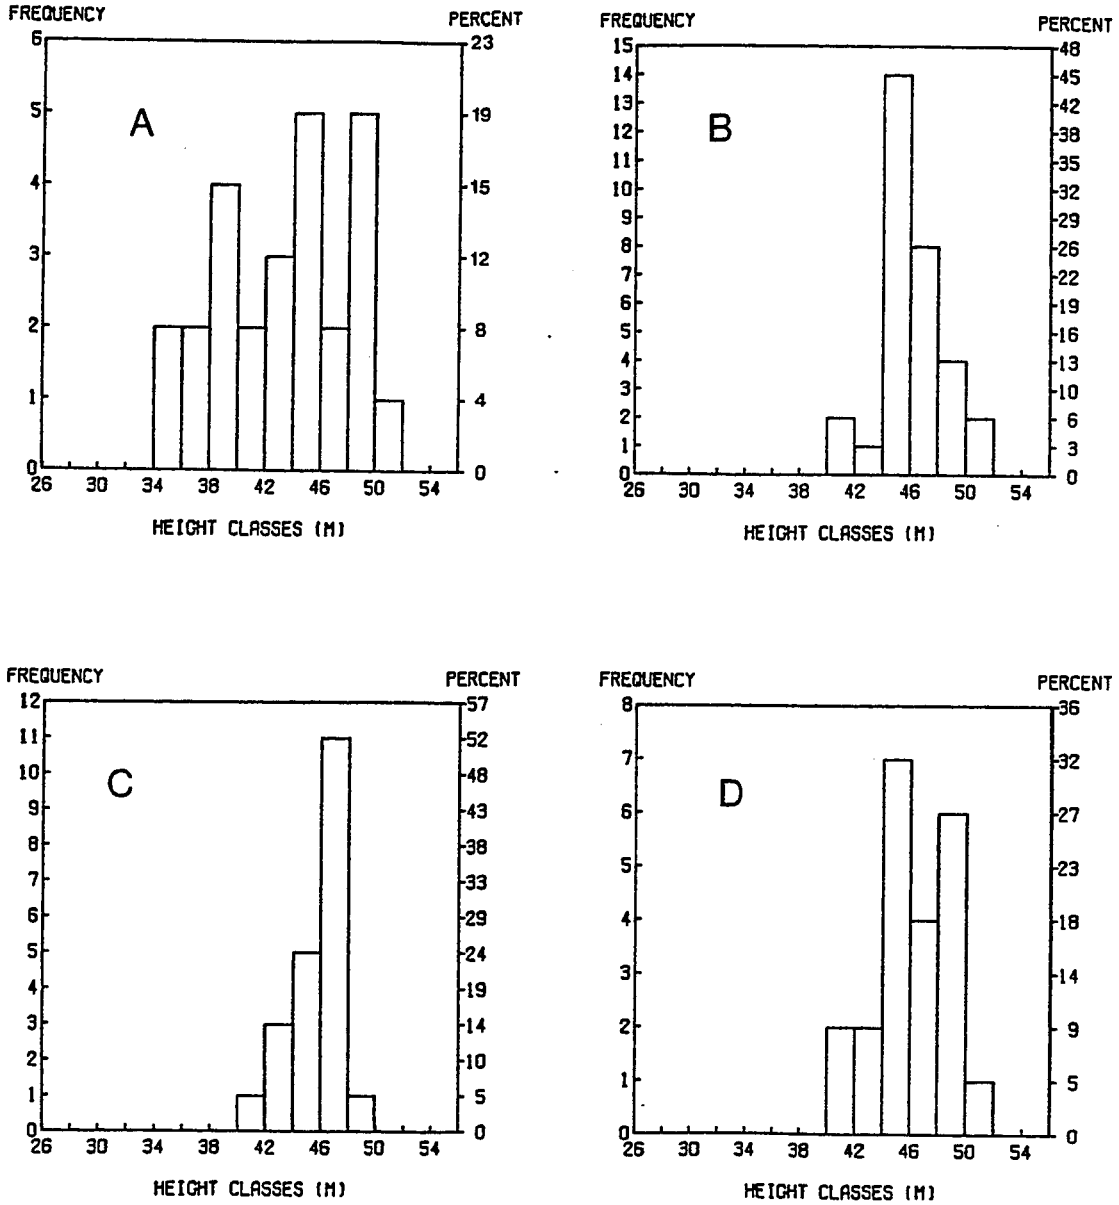 FREQUENCY PERCENT
6 23
5 19
4 15
3 12
2 8
1 4
0 0
A
26 30 34 38 42 46 50 54
HEIGHT CLASSES (M)
FREQUENCY PERCENT
15 48
14 45
13 42
12 38
11 35
10 32
9 29
8 26
7 22
6 19
5 16
4 13
3 10
2 6
1 3
0 0
B
26 30 34 38 42 46 50 54
HEIGHT CLASSES (M)
FREQUENCY PERCENT
12 57
11 52
10 48
9 43
8 38
7 33
6 29
5 24
4 19
3 14
2 10
1 5
0 0
C
26 30 34 38 42 46 50 54
HEIGHT CLASSES (M)
FREQUENCY PERCENT
8 36
7 32
6 27
5 23
4 18
3 14
2 9
1 5
0 0
D
26 30 34 38 42 46 50 54
HEIGHT CLASSES (M)